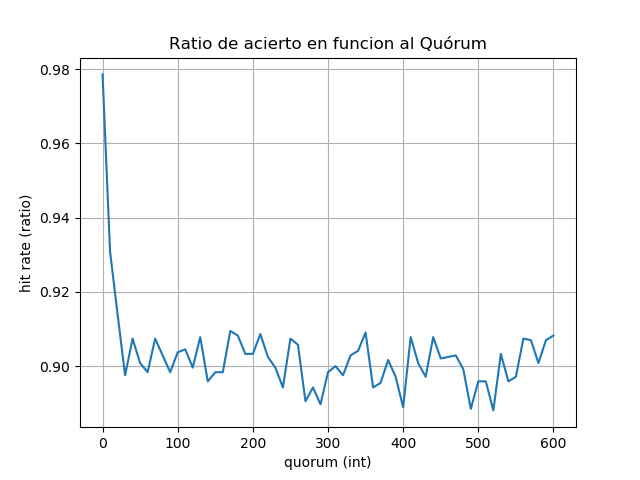 Ratio de acierto en funcion al Quórum
0.98
0.96
0.94
0.92
0.90
hit rate (ratio)
0 100 200 300 400 500 600
quorum (int)